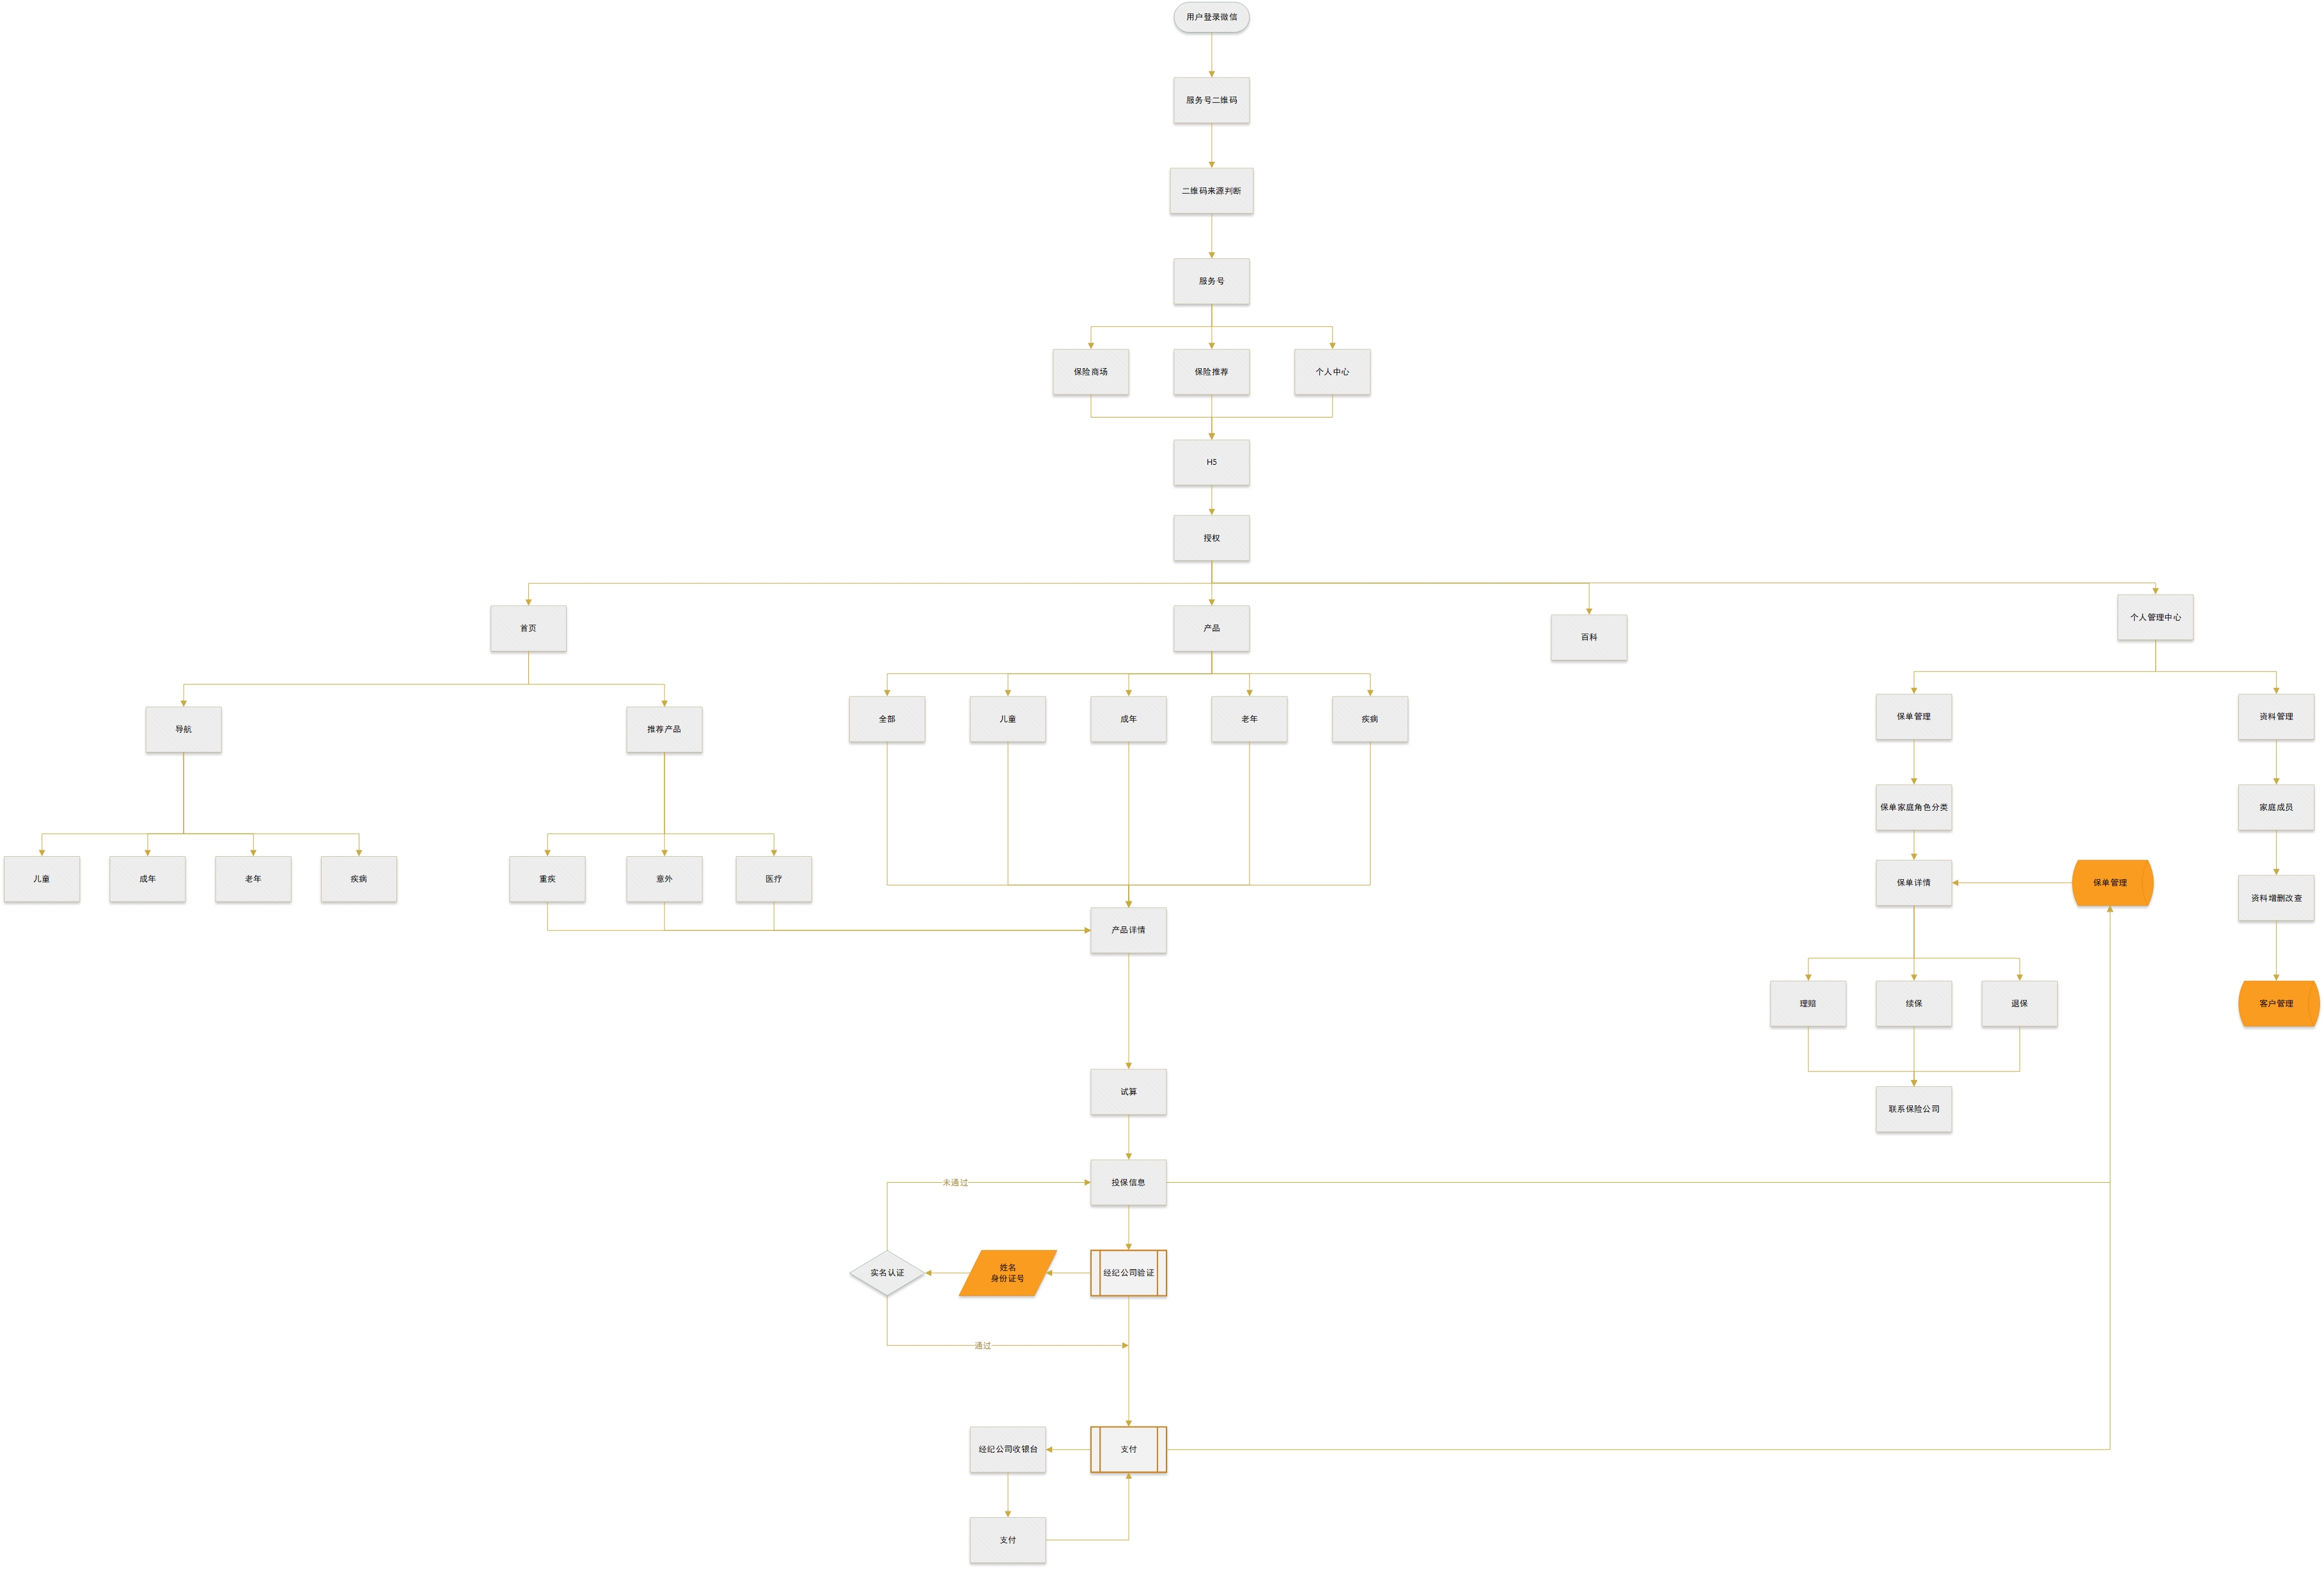 用户登录微信
服务号二维码
二维码来源判断
服务号
保险商场
保险推荐
个人中心
H5
授权
首页
产品
百科
个人管理中心
导航
推荐产品
全部
儿童
成年
老年
疾病
保单管理
资料管理
保单家庭角色分类
家庭成员
儿童
成年
老年
疾病
重疾
意外
医疗
保单详情
保单管理
资料增删改查
产品详情
理赔
续保
退保
客户管理
试算
联系保险公司
未通过
投保信息
实名认证
姓名
身份证号
经纪公司验证
通过
经纪公司收银台
支付
支付